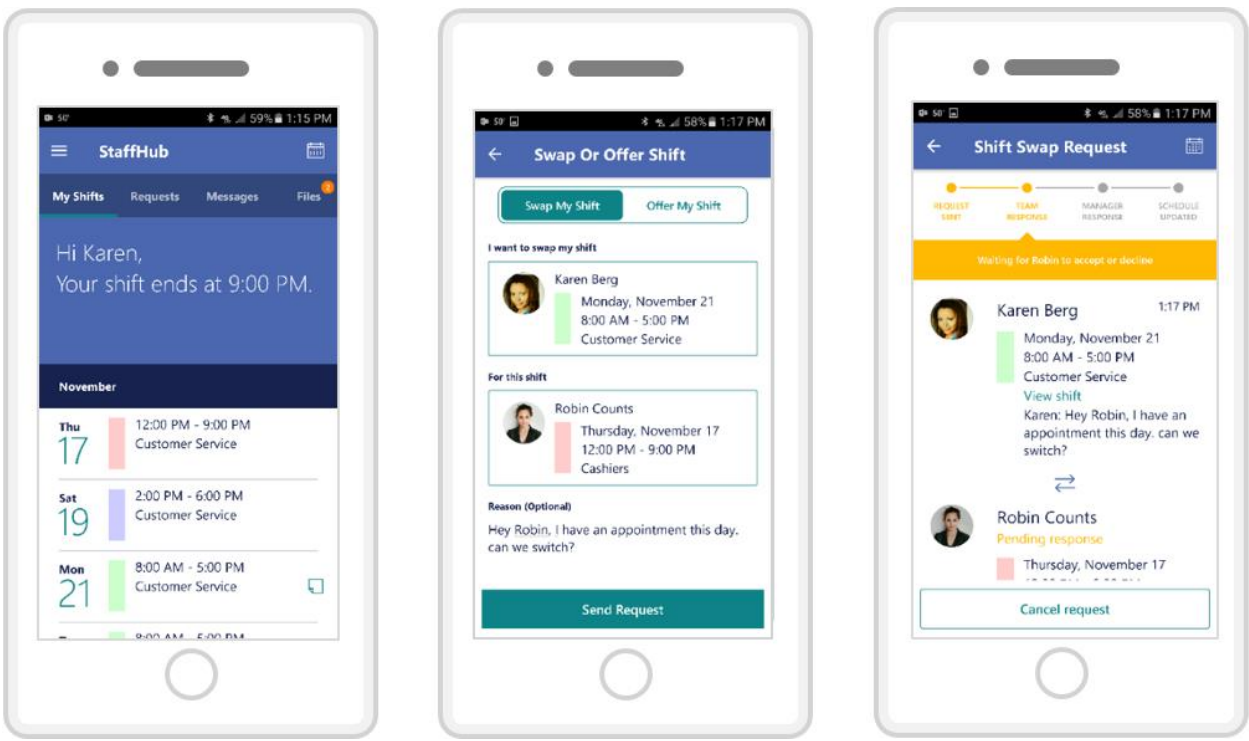 50°
59% 1:15 PM
StaffHub
My Shifts Requests Messages Files
Hi Karen,
Your shift ends at 9:00 PM.
November
Thu
17
12:00 PM - 9:00 PM
Customer Service
Sat
19
2:00 PM - 6:00 PM
Customer Service
Mon
21
8:00 AM - 5:00 PM
Customer Service
8:00 AM - 5:00 PM
50°
58% 1:17 PM
Swap Or Offer Shift
Swap My Shift Offer My Shift
I want to swap my shift
Karen Berg
Monday, November 21
8:00 AM - 5:00 PM
Customer Service
For this shift
Robin Counts
Thursday, November 17
12:00 PM - 9:00 PM
Cashiers
Reason (Optional)
Hey Robin, I have an appointment this day.
can we switch?
Send Request
50°
58% 1:17 PM
Shift Swap Request
REQUEST
SENT
TEAM
RESPONSE
MANAGER
RESPONSE
SCHEDULE
UPDATED
Waiting for Robin to accept or decline
Karen Berg 1:17 PM
Monday, November 21
8:00 AM - 5:00 PM
Customer Service
View shift
Karen: Hey Robin, I have an
appointment this day. can we
switch?
Robin Counts
Pending response
Thursday, November 17
Cancel request